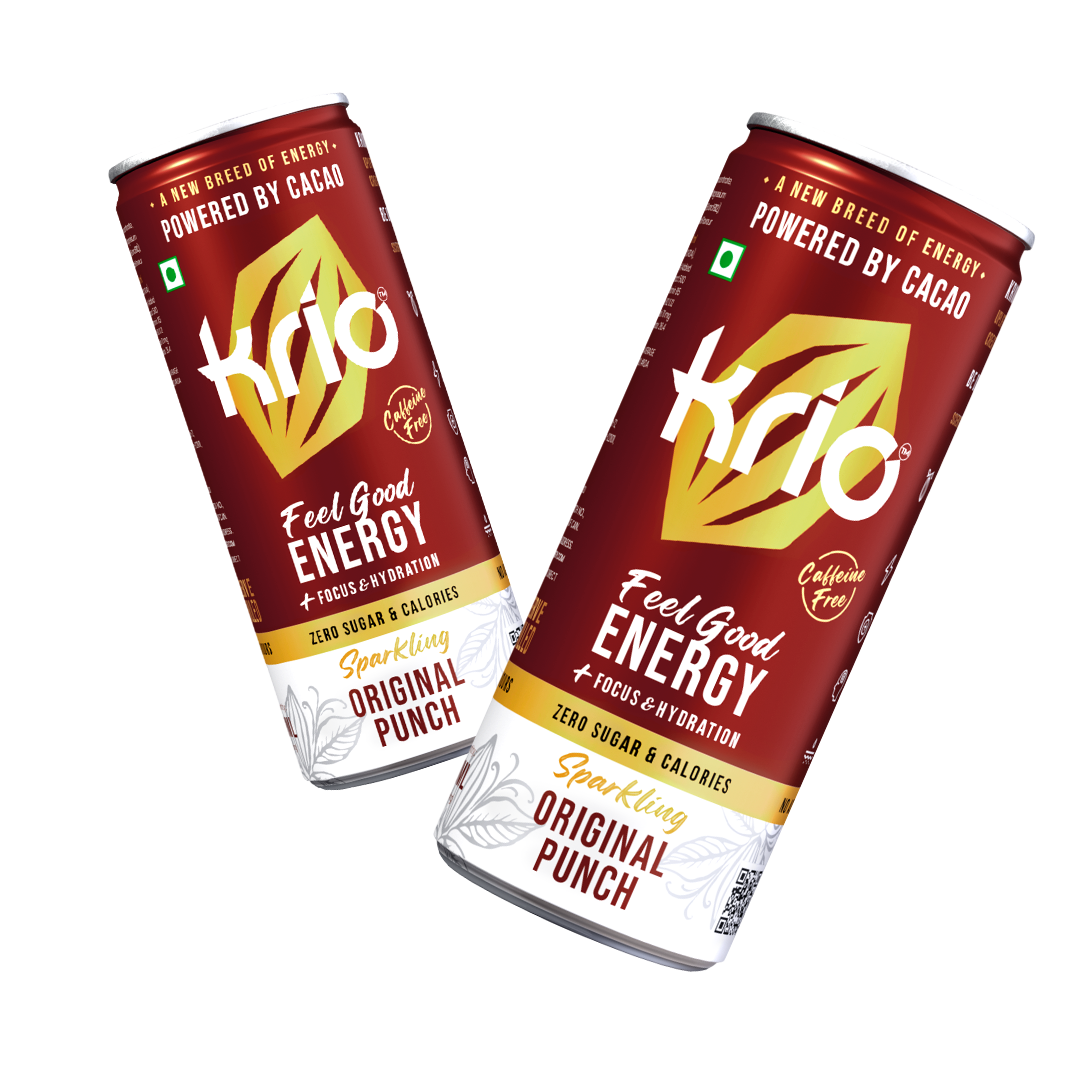 A NEW BREED OF ENERGY
POWERED BY CACAO
krio™
Caffeine
Free
Feel Good
ENERGY
+ FOCUS & HYDRATION
ZERO SUGAR & CALORIES
Sparkling
ORIGINAL
PUNCH
A NEW BREED OF ENERGY
POWERED BY CACAO
krio™
Caffeine
Free
Feel Good
ENERGY
+ FOCUS & HYDRATION
ZERO SUGAR & CALORIES
Sparkling
ORIGINAL
PUNCH